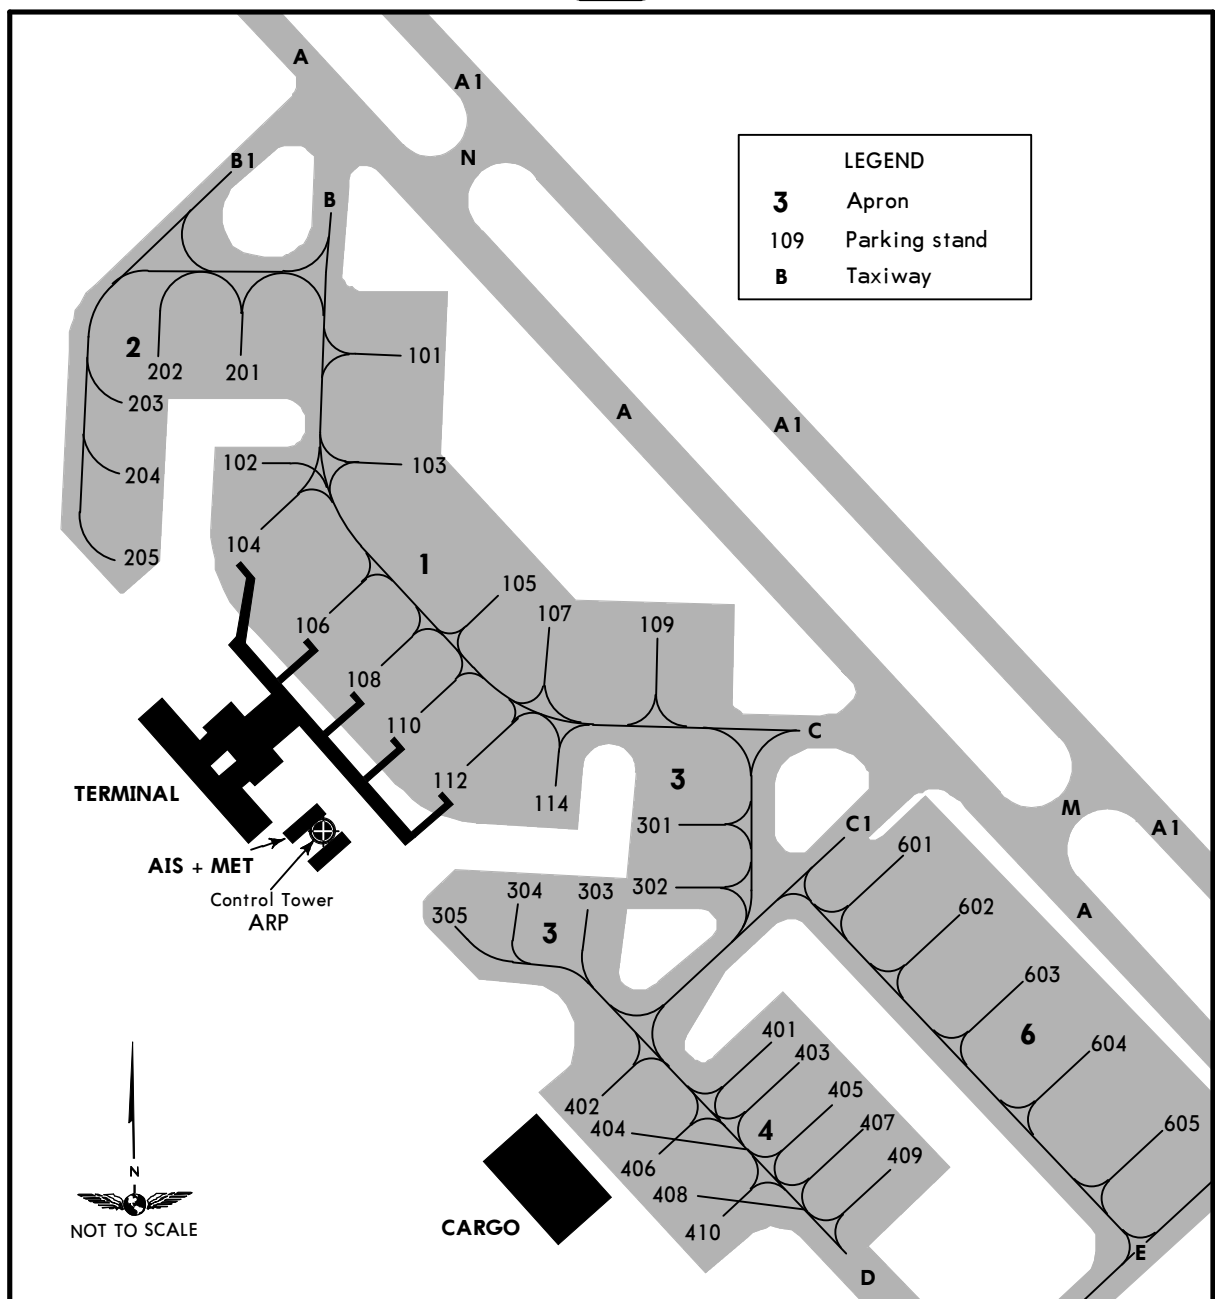 A
A1
N
B1
B
LEGEND
3 Apron
109 Parking stand
B Taxiway
2
202
201
101
203
A
A1
102
103
204
104
205
1
105
106
107
109
108
110
C
112
3
114
TERMINAL
301
C1
M
A1
601
AIS + MET
Control Tower
ARP
304
303
302
305
3
602
A
603
401
6
403
604
402
405
404
4
407
605
406
409
408
410
N
NOT TO SCALE
CARGO
E
D